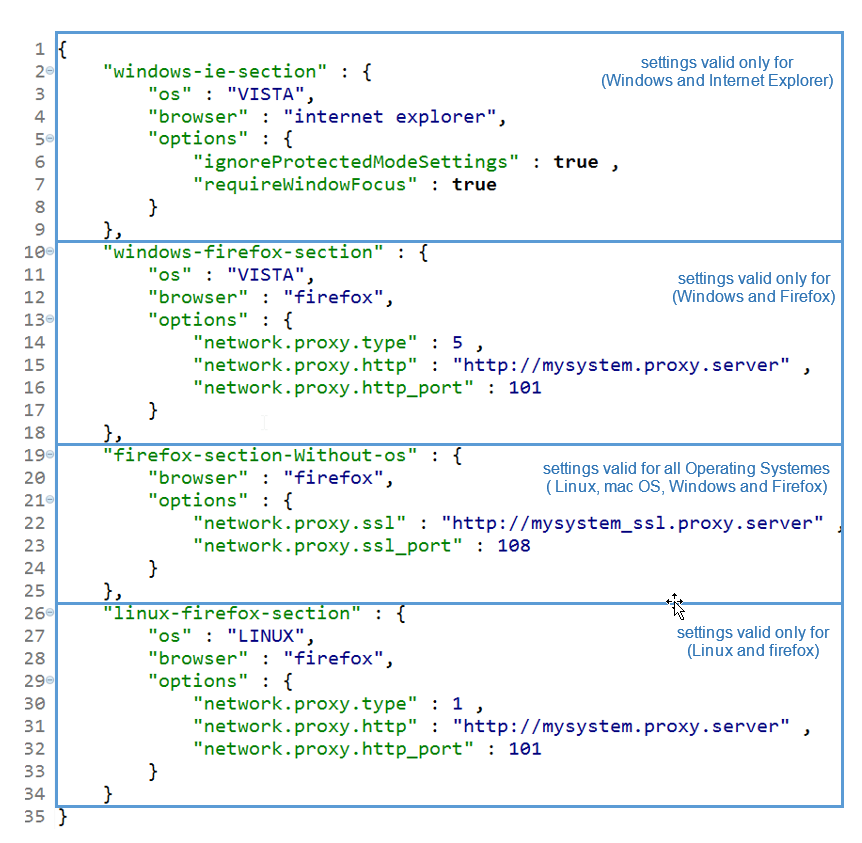 1 {
settings valid only for
2 "windows-ie-section" : {
(Windows and Internet Explorer)
3 "os" : "VISTA",
4 "browser" : "internet explorer",
5 "options" : {
6 "ignoreProtectedModeSettings" : true ,
7 "requireWindowFocus" : true
8 }
9 },
10 "windows-firefox-section" : {
11 "os" : "VISTA",
settings valid only for
12 "browser" : "firefox",
(Windows and Firefox)
13 "options" : {
14 "network.proxy.type" : 5 ,
15 "network.proxy.http" : "http://mysystem.proxy.server" ,
16 "network.proxy.http_port" : 101
17 }
18 },
19 "firefox-section-Without-os" : {
settings valid for all Operating Systemes
20 "browser" : "firefox",
( Linux, mac OS, Windows and Firefox)
21 "options" : {
22 "network.proxy.ssl" : "http://mysystem_ssl.proxy.server" ,
23 "network.proxy.ssl_port" : 108
24 }
25 },
26 "linux-firefox-section" : {
27 "os" : "LINUX",
settings valid only for
28 "browser" : "firefox",
(Linux and firefox)
29 "options" : {
30 "network.proxy.type" : 1 ,
31 "network.proxy.http" : "http://mysystem.proxy.server" ,
32 "network.proxy.http_port" : 101
33 }
34 }
35 }